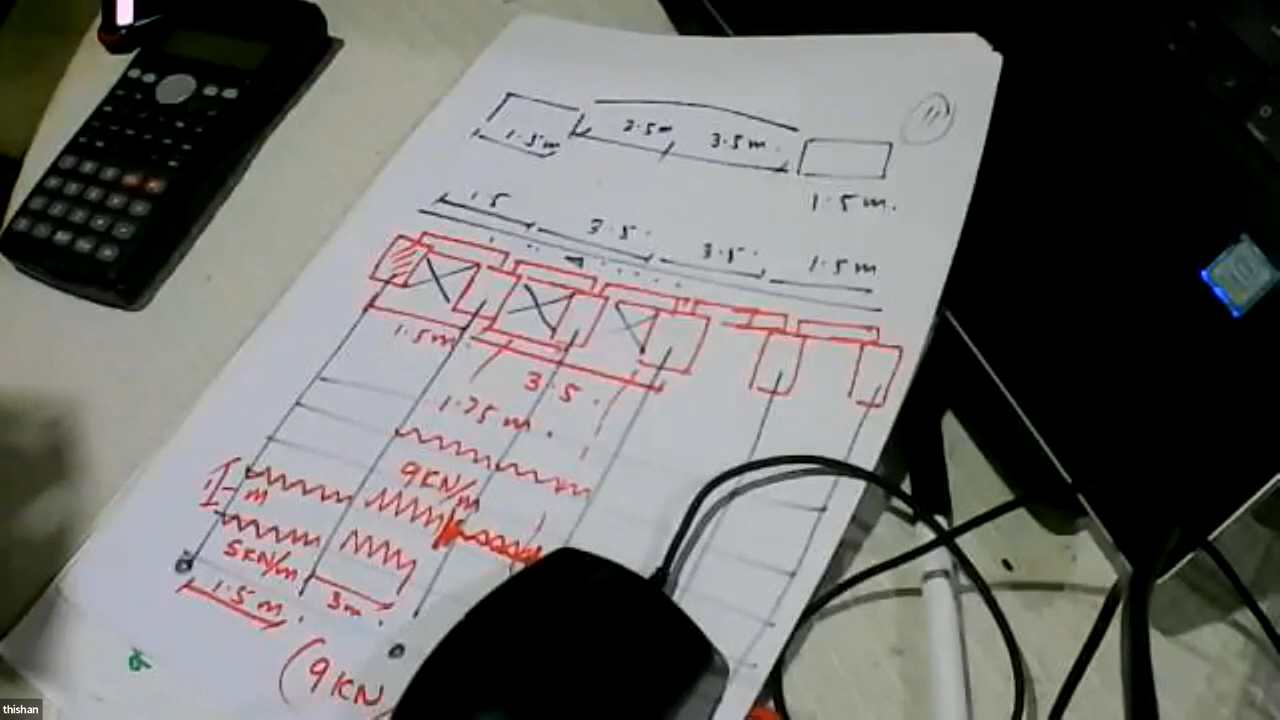 11
1.5m
3.5m
3.5m.
1.5m.
1.5
3.5.
3.5.
1.5m
1.5m.
3.5.
1.75m.
9KN/m
1m
5KN/m
3m.
1.5m.
(9KN
thishan